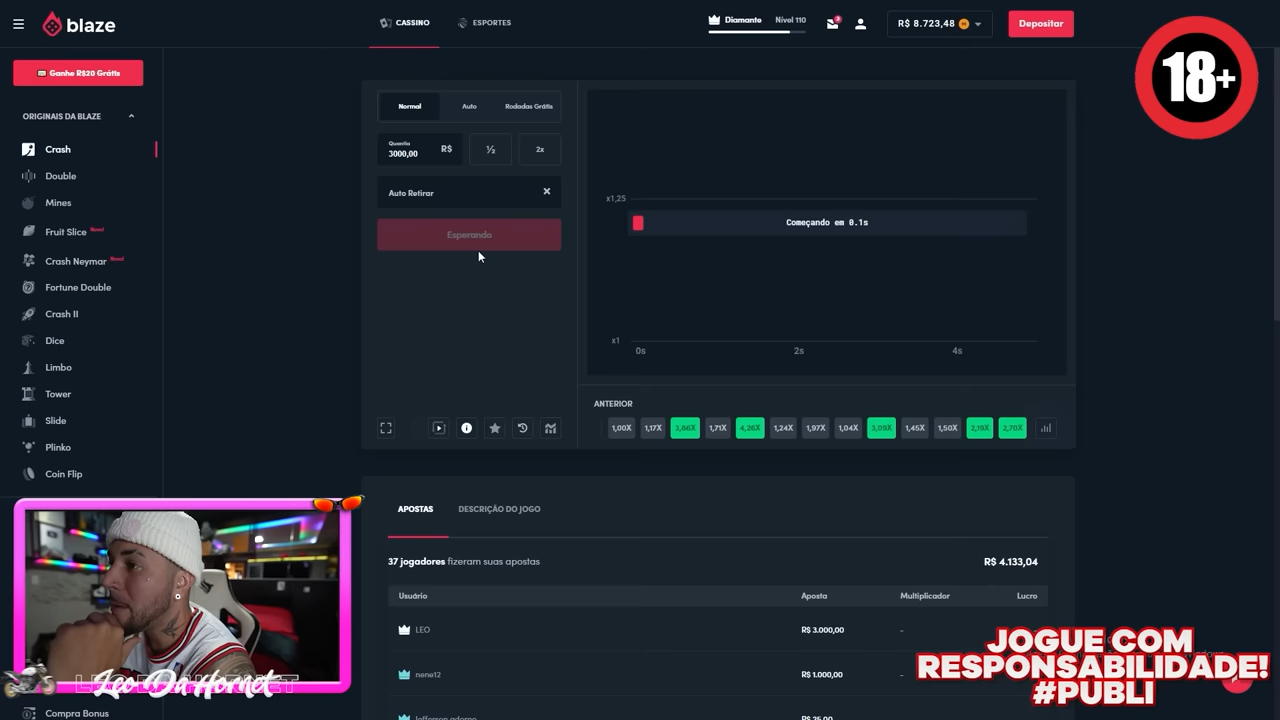 blaze
CASSINO
ESPORTES
Diamante
Nível 110
R$ 8.723,48
Depositar
18+
Ganhe R$20 Grátis
ORIGINAIS DA BLAZE
Crash
Double
Mines
Fruit Slice
Crash Neymar
Fortune Double
Crash II
Dice
Limbo
Tower
Slide
Plinko
Coin Flip
Compra Bonus
Normal
Auto
Rodadas Grátis
Quantia
3000,00
R$
½
2x
Auto Retirar
Esperando
x1,25
Começando em 0.1s
x1
0s
2s
4s
ANTERIOR
1,00X
1,17X
3,86X
1,71X
4,26X
1,24X
1,97X
1,04X
3,09X
1,45X
1,50X
2,19X
2,70X
APOSTAS
DESCRIÇÃO DO JOGO
37 jogadores fizeram suas apostas
R$ 4.133,04
Usuário
Aposta
Multiplicador
Lucro
LEO
R$ 3.000,00
-
nene12
R$ 1.000,00
-
R$ 25,00
Leo Da Hornet
JOGUE COM
RESPONSABILIDADE!
#PUBLI